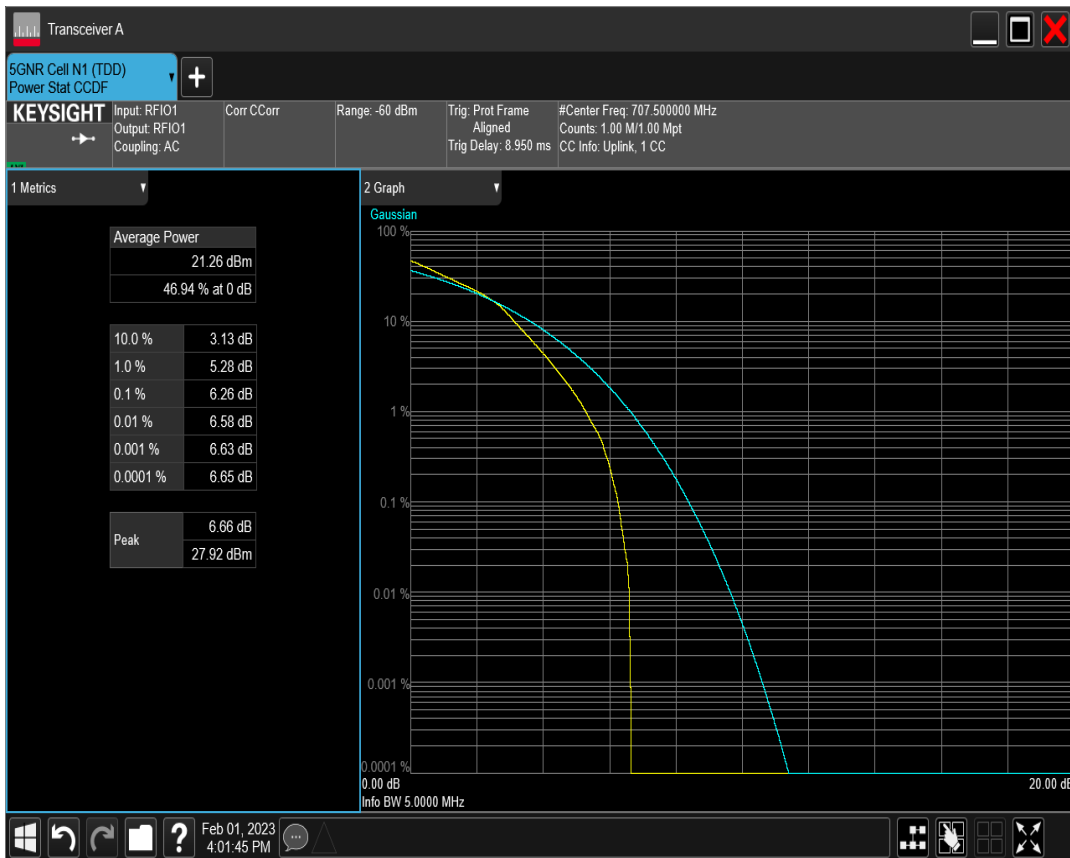 Transceiver A
5GNR Cell N1 (TDD)
Power Stat CCDF
KEYSIGHT
Input: RFIO1
Output: RFIO1
Coupling: AC
Corr CCorr
Range: -60 dBm
Trig: Prot Frame
Aligned
Trig Delay: 8.950 ms
#Center Freq: 707.500000 MHz
Counts: 1.00 M/1.00 Mpt
CC Info: Uplink, 1 CC
1 Metrics
Average Power
21.26 dBm
46.94 % at 0 dB
10.0 % 3.13 dB
1.0 % 5.28 dB
0.1 % 6.26 dB
0.01 % 6.58 dB
0.001 % 6.63 dB
0.0001 % 6.65 dB
Peak
6.66 dB
27.92 dBm
2 Graph
Gaussian
100 %
10 %
1 %
0.1 %
0.01 %
0.001 %
0.0001 %
0.00 dB
20.00 dB
Info BW 5.0000 MHz
?
Feb 01, 2023
4:01:45 PM